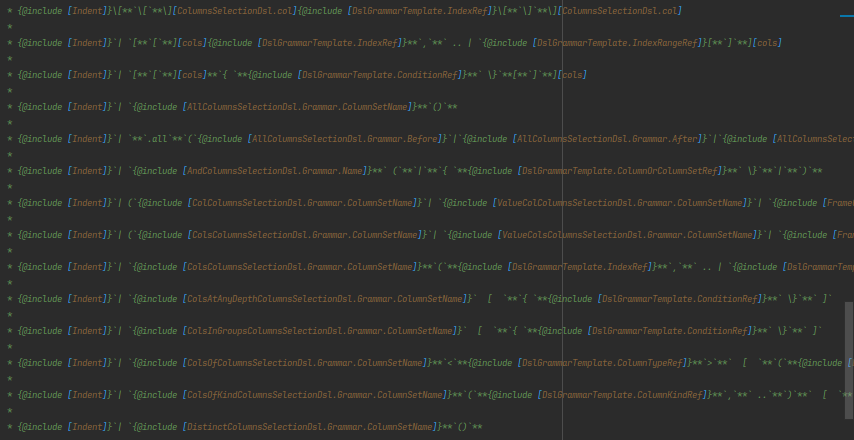 * {@include [Indent]}\[**`\[`**\][ColumnsSelectionDsl.col]{@include [DslGrammarTemplate.IndexRef]}\[**`\]`**\][ColumnsSelectionDsl.col]
*
* {@include [Indent]}`| `[**`[`**][cols]{@include [DslGrammarTemplate.IndexRef]}**`,`** .. | `{@include [DslGrammarTemplate.IndexRangeRef]}[**`]`**][cols]
*
* {@include [Indent]}`| `[**`[`**][cols]**`{ `**{@include [DslGrammarTemplate.ConditionRef]}**` \}`**[**`]`**][cols]
*
* {@include [Indent]}`| `{@include [AllColumnsSelectionDsl.Grammar.ColumnSetName]}**`()`**
*
* {@include [Indent]}`| `**`.all`**`(`{@include [AllColumnsSelectionDsl.Grammar.Before]}`|`{@include [AllColumnsSelectionDsl.Grammar.After]}`|`{@include [AllColumnsSelect
*
* {@include [Indent]}`| `{@include [AndColumnsSelectionDsl.Grammar.Name]}**` (`**`|`**`{ `**{@include [DslGrammarTemplate.ColumnOrColumnSetRef]}**` \}`**`|`**`)`**
*
* {@include [Indent]}`| (`{@include [ColColumnsSelectionDsl.Grammar.ColumnSetName]}`| `{@include [ValueColColumnsSelectionDsl.Grammar.ColumnSetName]}`| `{@include [Frame
*
* {@include [Indent]}`| (`{@include [ColsColumnsSelectionDsl.Grammar.ColumnSetName]}`| `{@include [ValueColsColumnsSelectionDsl.Grammar.ColumnSetName]}`| `{@include [Fram
*
* {@include [Indent]}`| `{@include [ColsColumnsSelectionDsl.Grammar.ColumnSetName]}**`(`**{@include [DslGrammarTemplate.IndexRef]}**`,`**` .. | `{@include [DslGrammarTemp
*
* {@include [Indent]}`| `{@include [ColsAtAnyDepthColumnsSelectionDsl.Grammar.ColumnSetName]}`  [  `**`{ `**{@include [DslGrammarTemplate.ConditionRef]}**` \}`**` ]`
*
* {@include [Indent]}`| `{@include [ColsInGroupsColumnsSelectionDsl.Grammar.ColumnSetName]}`  [  `**`{ `**{@include [DslGrammarTemplate.ConditionRef]}**` \}`**` ]`
*
* {@include [Indent]}`| `{@include [ColsOfColumnsSelectionDsl.Grammar.ColumnSetName]}**`<`**{@include [DslGrammarTemplate.ColumnTypeRef]}**`>`**`  [  `**`(`**{@include [
*
* {@include [Indent]}`| `{@include [ColsOfKindColumnsSelectionDsl.Grammar.ColumnSetName]}**`(`**{@include [DslGrammarTemplate.ColumnKindRef]}**`,`**` ..`**`)`**`  [  `**
*
* {@include [Indent]}`| `{@include [DistinctColumnsSelectionDsl.Grammar.ColumnSetName]}**`()`**